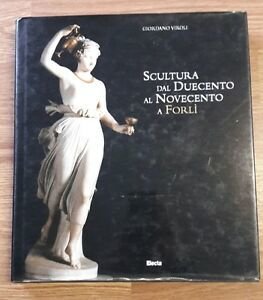 GIORDANO VIROLI
SCULTURA
DAL DUECENTO
AL NOVECENTO
A FORLÌ
Electa